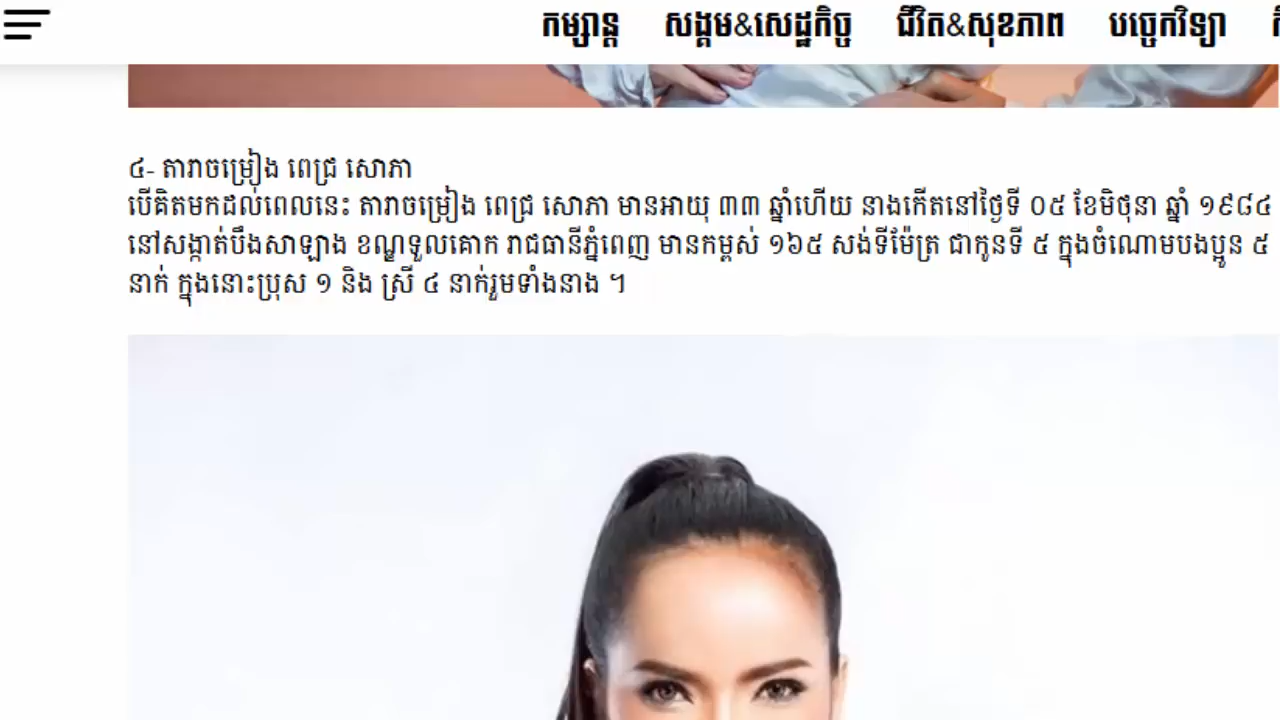 កម្សាន្ត សង្គម&សេដ្ឋកិច្ច ជីវិត&សុខភាព បច្ចេកវិទ្យា
៤- តារាចម្រៀង ពេជ្រ សោភា
បើគិតមកដល់ពេលនេះ តារាចម្រៀង ពេជ្រ សោភា មានអាយុ ៣៣ ឆ្នាំហើយ នាងកើតនៅថ្ងៃទី ០៥ ខែមិថុនា ឆ្នាំ ១៩៨៤
នៅសង្កាត់បឹងសាឡាង ខណ្ឌទួលគោក រាជធានីភ្នំពេញ មានកម្ពស់ ១៦៥ សង់ទីម៉ែត្រ ជាកូនទី ៥ ក្នុងចំណោមបងប្អូន ៥
នាក់ ក្នុងនោះប្រុស ១ និង ស្រី ៤ នាក់រួមទាំងនាង ។